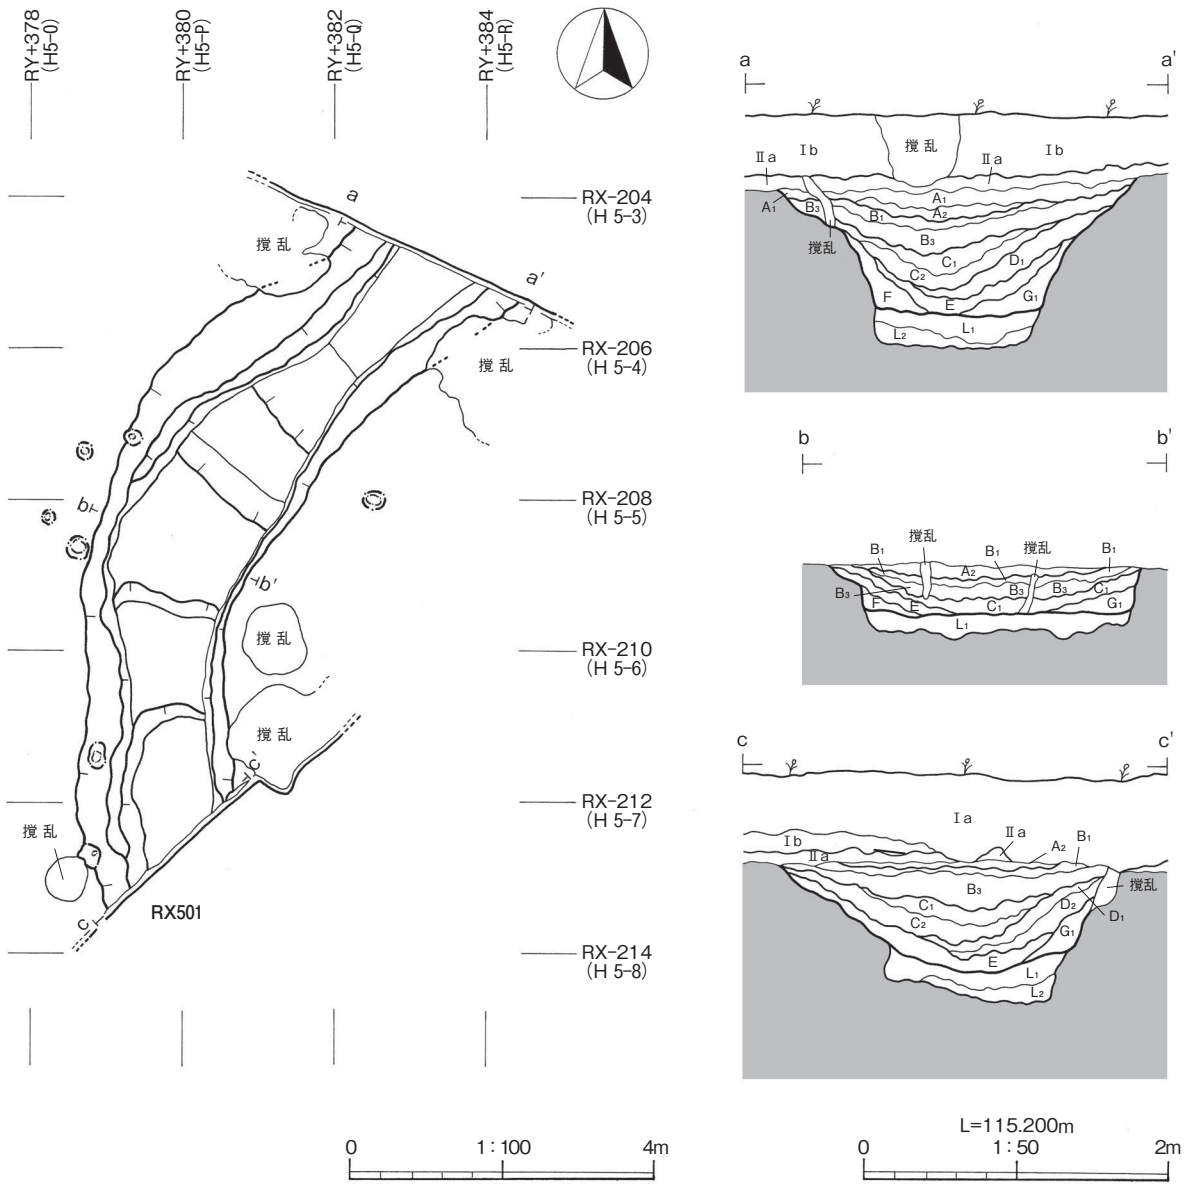 RY+378
(H5-O)
RY+380
(H5-P)
RY+382
(H5-Q)
RY+384
(H5-R)
RX-204
(H 5-3)
RX-206
(H 5-4)
RX-208
(H 5-5)
RX-210
(H 5-6)
RX-212
(H 5-7)
RX-214
(H 5-8)
a
a'
攪 乱
攪 乱
b
b'
攪 乱
攪 乱
c'
攪 乱
c
RX501
0 1:100 4m
a a'
攪 乱
Ⅰb Ⅰb
Ⅱa Ⅱa
A1
A1 B3 B1 A2
攪乱 B3
C1 D1
C2
F E G1
L1
L2
b b'
攪乱
B1 B1 攪乱 B1
A2
B3 B3 B3 C1
F E C1 G1
L1
c c'
Ⅰa
Ⅰb Ⅱa A2 B1
Ⅱa
B3 攪乱
C1 D2
C2 D1
G1
E
L1
L2
L=115.200m
0 1:50 2m